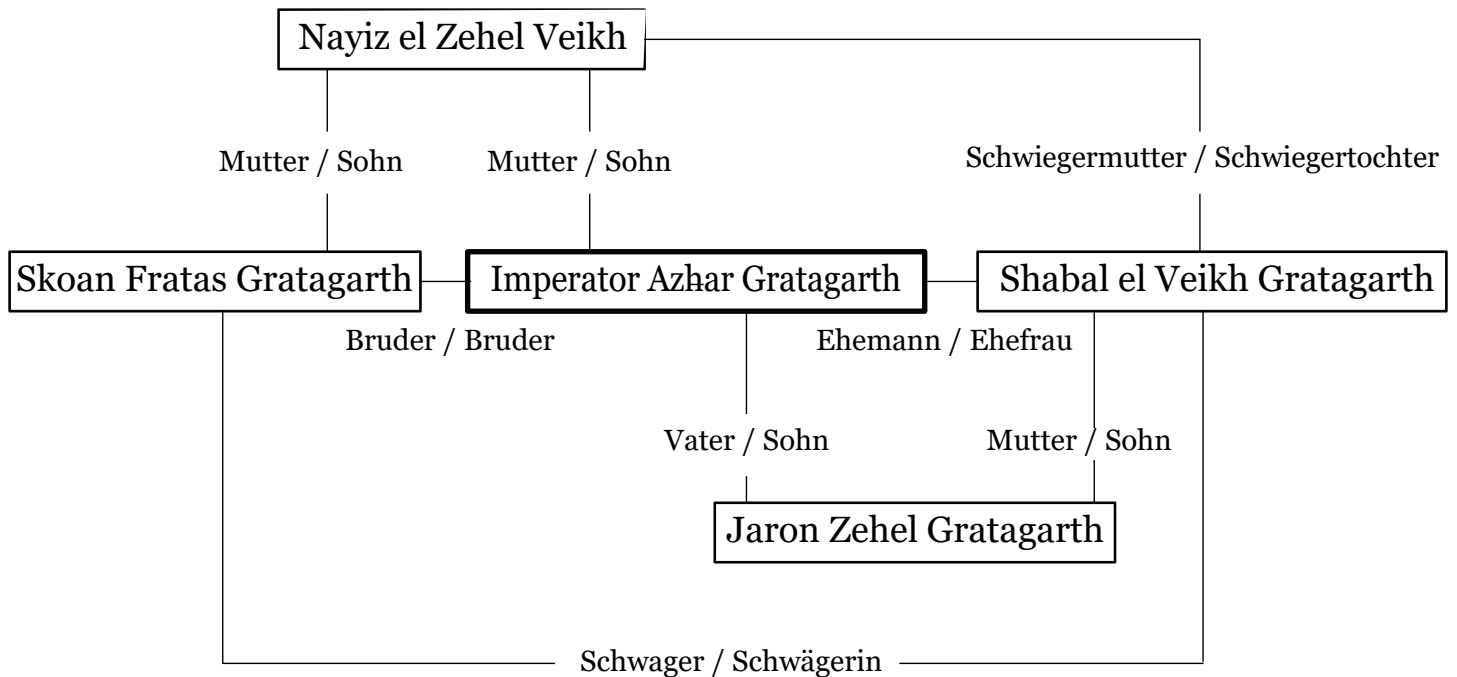 Nayiz el Zehel Veikh
Mutter / Sohn
Mutter / Sohn
Schwiegermutter / Schwiegertochter
Skoan Fratas Gratagarth
Imperator Azhar Gratagarth
Shabal el Veikh Gratagarth
Bruder / Bruder
Ehemann / Ehefrau
Vater / Sohn
Mutter / Sohn
Jaron Zehel Gratagarth
Schwager / Schwägerin